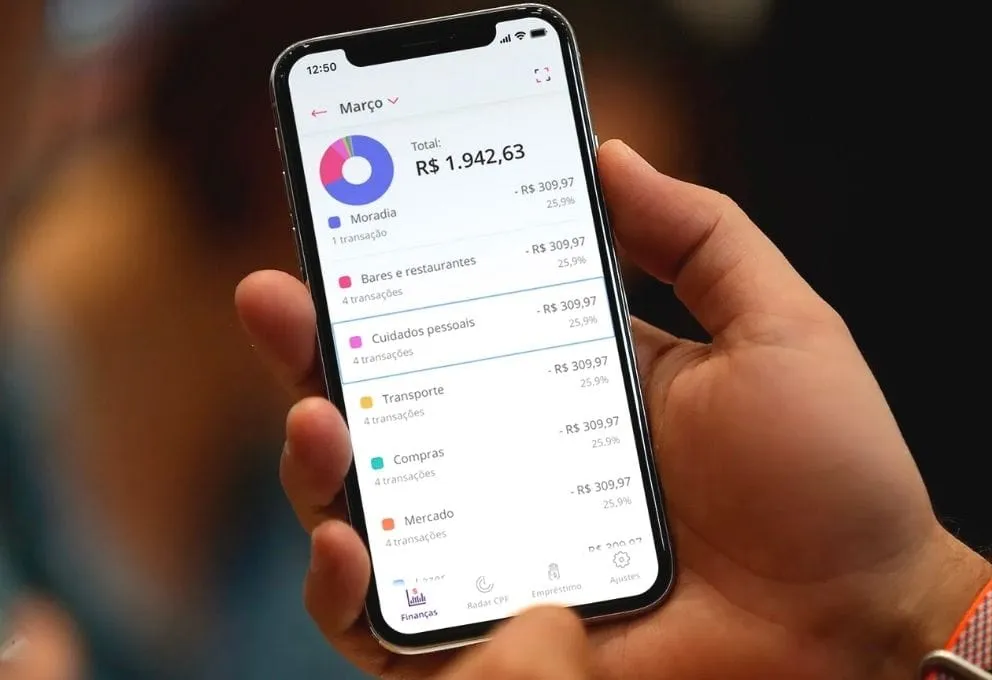 12:50
Março
Total:
R$ 1.942,63
Moradia
- R$ 309,97
1 transação
25,9%
Bares e restaurantes
- R$ 309,97
4 transações
25,9%
Cuidados pessoais
- R$ 309,97
4 transações
25,9%
Transporte
- R$ 309,97
4 transações
25,9%
Compras
- R$ 309,97
4 transações
25,9%
Mercado
- R$ 309,97
4 transações
25,9%
R$ 309,97
Finanças
Radar CPF
Empréstimo
Ajustes